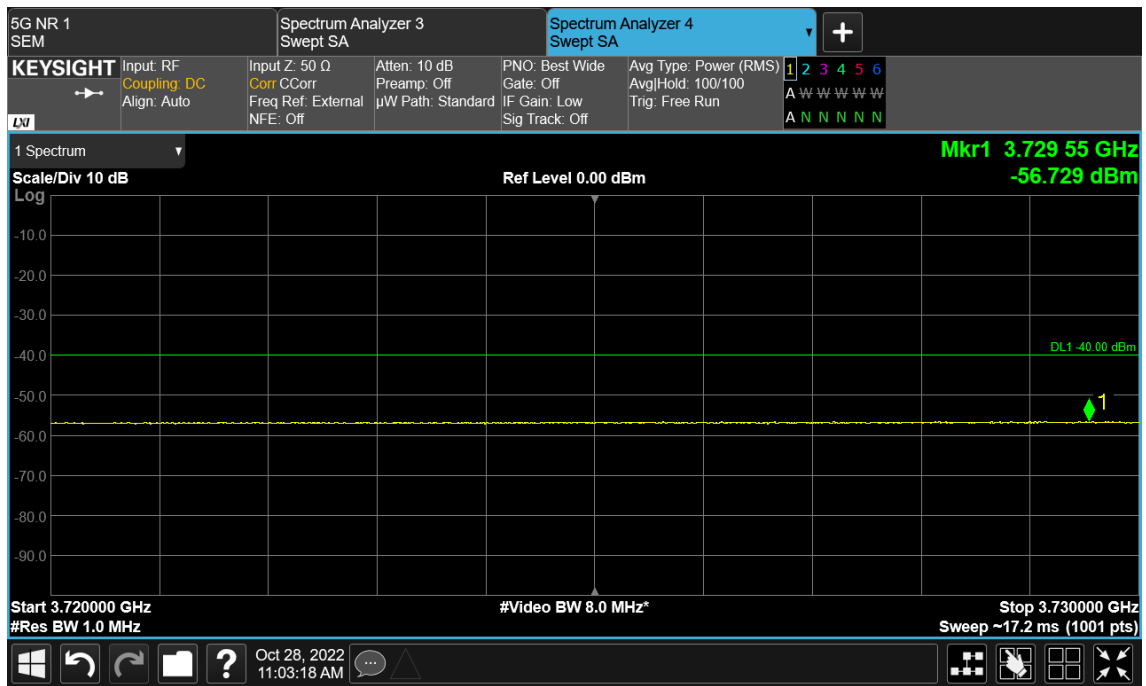 5G NR 1
SEM
Spectrum Analyzer 3
Swept SA
Spectrum Analyzer 4
Swept SA
KEYSIGHT
LXI
Input: RF
Coupling: DC
Align: Auto
Input Z: 50 Ω
Corr CCorr
Freq Ref: External
NFE: Off
Atten: 10 dB
Preamp: Off
µW Path: Standard
PNO: Best Wide
Gate: Off
IF Gain: Low
Sig Track: Off
Avg Type: Power (RMS)
Avg|Hold: 100/100
Trig: Free Run
1 2 3 4 5 6
A W W W W W
A N N N N N
1 Spectrum
Mkr1 3.729 55 GHz
-56.729 dBm
Scale/Div 10 dB
Ref Level 0.00 dBm
Log
-10.0
-20.0
-30.0
DL1 -40.00 dBm
-40.0
-50.0
1
-60.0
-70.0
-80.0
-90.0
Start 3.720000 GHz
#Video BW 8.0 MHz*
Stop 3.730000 GHz
#Res BW 1.0 MHz
Sweep ~17.2 ms (1001 pts)
?
Oct 28, 2022
11:03:18 AM